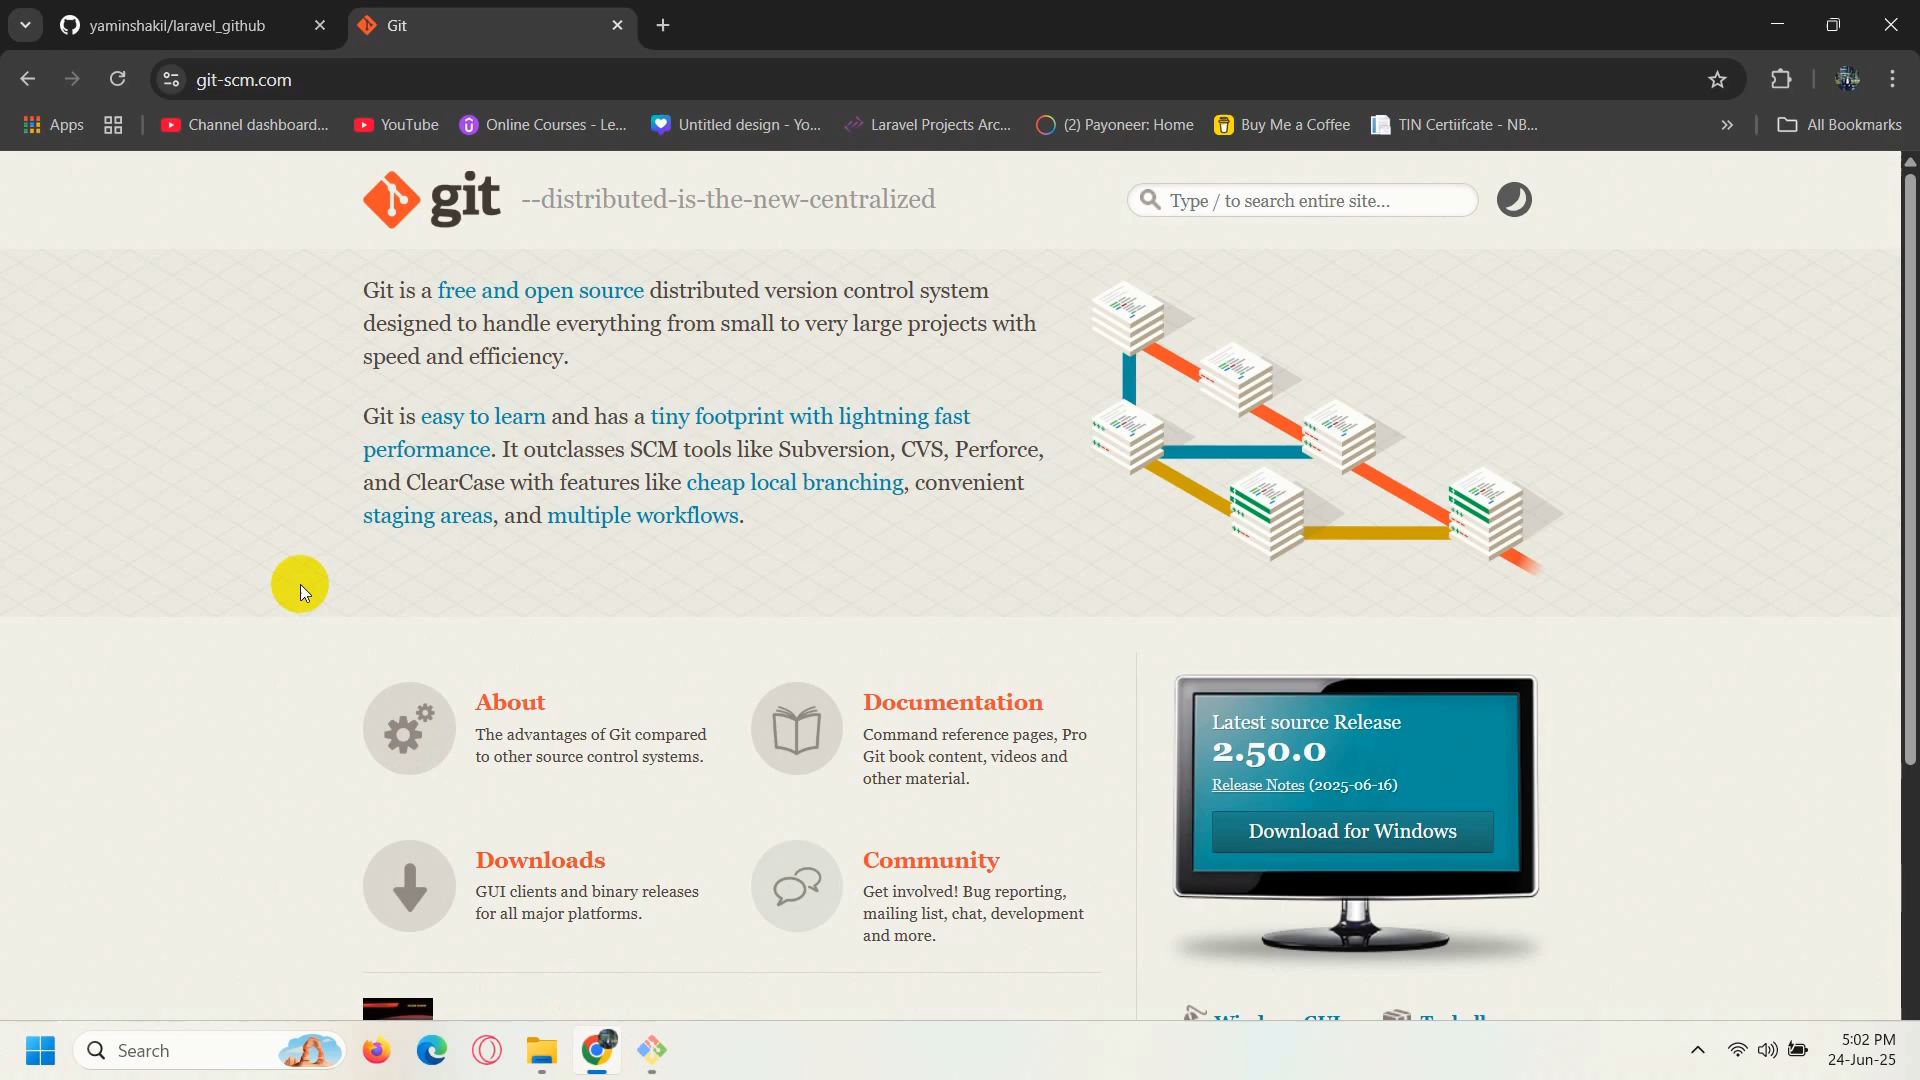 yaminshakil/laravel_github
Git
git-scm.com
Apps
Channel dashboard...
YouTube
Online Courses - Le...
Untitled design - Yo...
Laravel Projects Arc...
(2) Payoneer: Home
Buy Me a Coffee
TIN Certiifcate - NB...
All Bookmarks
git --distributed-is-the-new-centralized
Type / to search entire site...
Git is a free and open source distributed version control system
designed to handle everything from small to very large projects with
speed and efficiency.
Git is easy to learn and has a tiny footprint with lightning fast
performance. It outclasses SCM tools like Subversion, CVS, Perforce,
and ClearCase with features like cheap local branching, convenient
staging areas, and multiple workflows.
About
The advantages of Git compared
to other source control systems.
Documentation
Command reference pages, Pro
Git book content, videos and
other material.
Downloads
GUI clients and binary releases
for all major platforms.
Community
Get involved! Bug reporting,
mailing list, chat, development
and more.
Latest source Release
2.50.0
Release Notes (2025-06-16)
Download for Windows
Search
5:02 PM
24-Jun-25